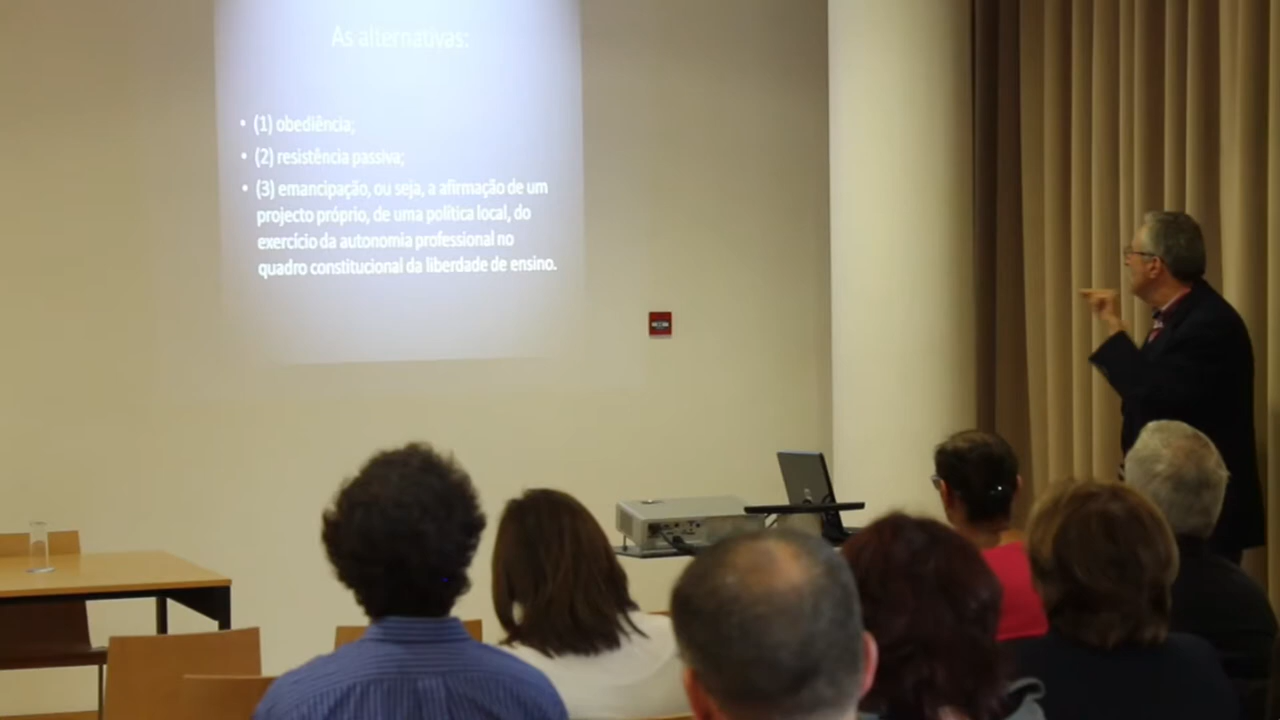 As alternativas:
• (1) obediência;
• (2) resistência passiva;
• (3) emancipação, ou seja, a afirmação de um
projecto próprio, de uma política local, do
exercício da autonomia professional no
quadro constitucional da liberdade de ensino.